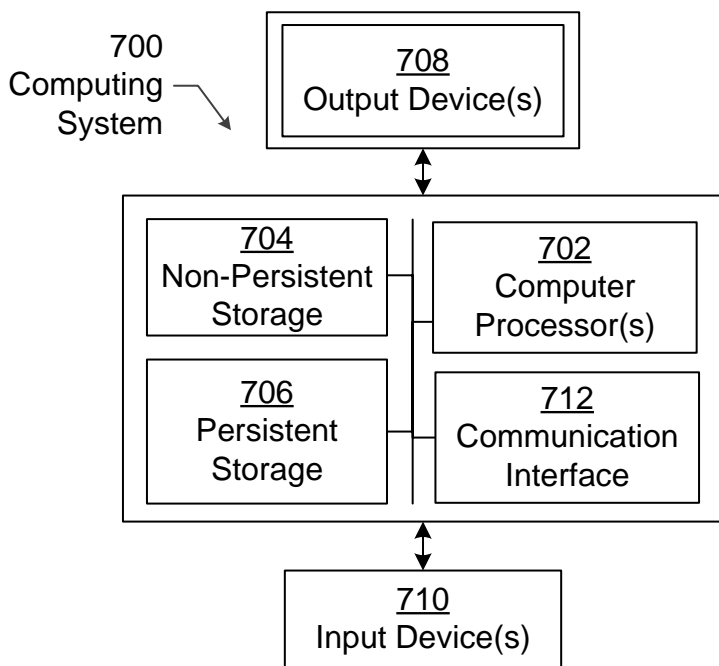 700
Computing
System
708
Output Device(s)
704
Non-Persistent
Storage
702
Computer
Processor(s)
706
Persistent
Storage
712
Communication
Interface
710
Input Device(s)